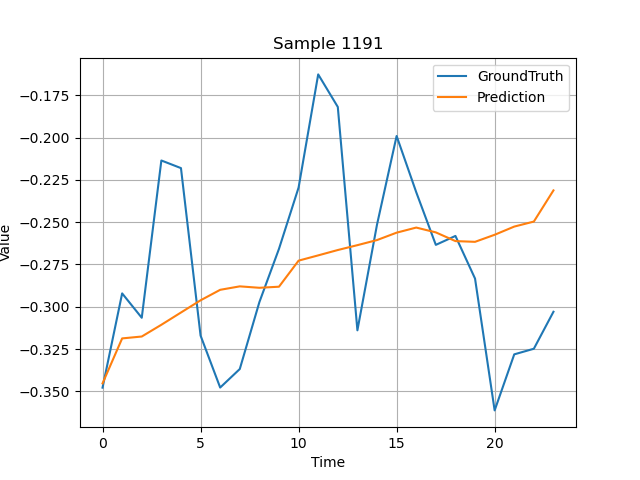 Sample 1191
GroundTruth
Prediction
−0.175
−0.200
−0.225
−0.250
−0.275
−0.300
−0.325
−0.350
Value
0 5 10 15 20
Time